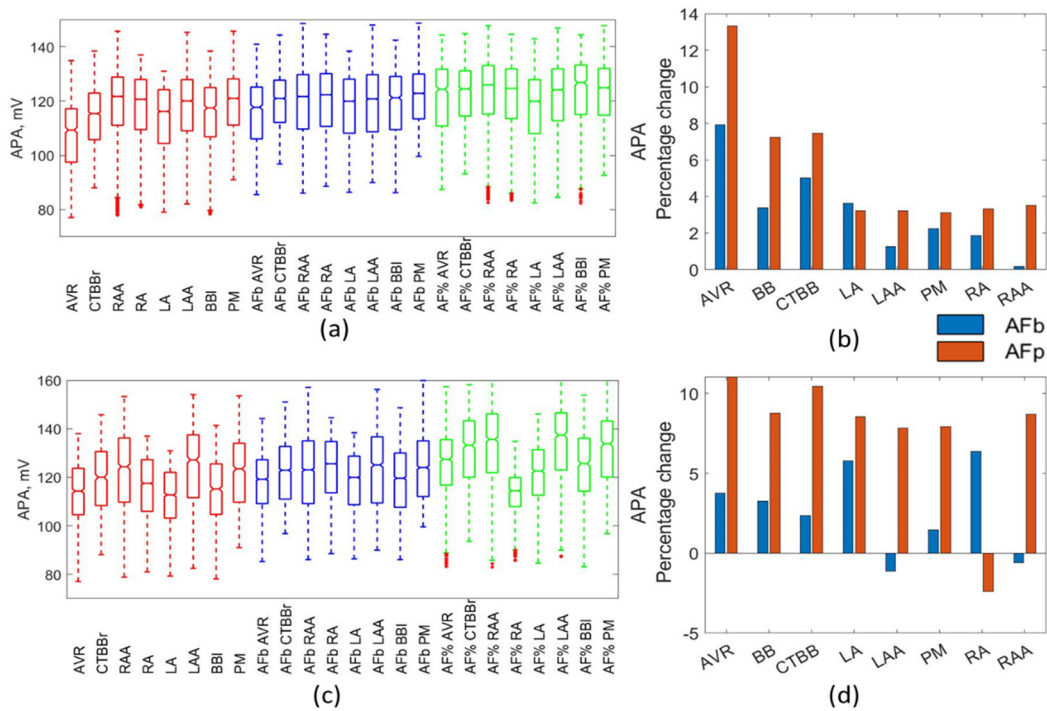 140
120
100
80
APA, mV
AVR
CTBBr
RAA
RA
LA
LAA
BBI
PM
AFb AVR
AFb CTBBr
AFb RAA
AFb RA
AFb LA
AFb LAA
AFb BBI
AFb PM
AF% AVR
AF% CTBBr
AF% RAA
AF% RA
AF% LA
AF% LAA
AF% BBI
AF% PM
(a)
14
12
10
8
6
4
2
0
APA
Percentage change
AVR
BB
CTBB
LA
LAA
PM
RA
RAA
(b)
AFb
AFp
160
140
120
100
80
APA, mV
AVR
CTBBr
RAA
RA
LA
LAA
BBI
PM
AFb AVR
AFb CTBBr
AFb RAA
AFb RA
AFb LA
AFb LAA
AFb BBI
AFb PM
AF% AVR
AF% CTBBr
AF% RAA
AF% RA
AF% LA
AF% LAA
AF% BBI
AF% PM
(c)
10
5
0
-5
APA
Percentage change
AVR
BB
CTBB
LA
LAA
PM
RA
RAA
(d)